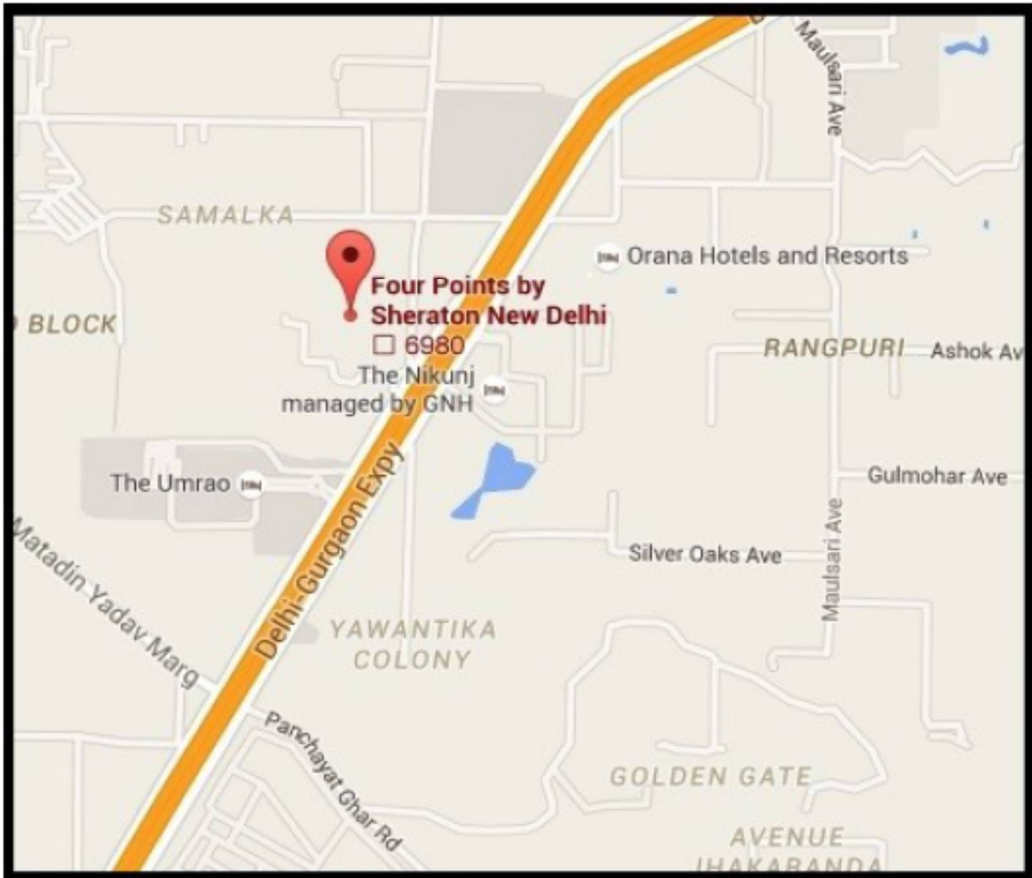 Maulsari Ave
SAMALKA
Orana Hotels and Resorts
Four Points by
Sheraton New Delhi
□ 6980
BLOCK
RANGPURI
Ashok Av
The Nikunj
managed by GNH
The Umrao
Gulmohar Ave
Delhi-Gurgaon Expy
Silver Oaks Ave
Maulsari Ave
Matadin Yadav Marg
YAWANTIKA
COLONY
Panchayat Ghar Rd
GOLDEN GATE
AVENUE